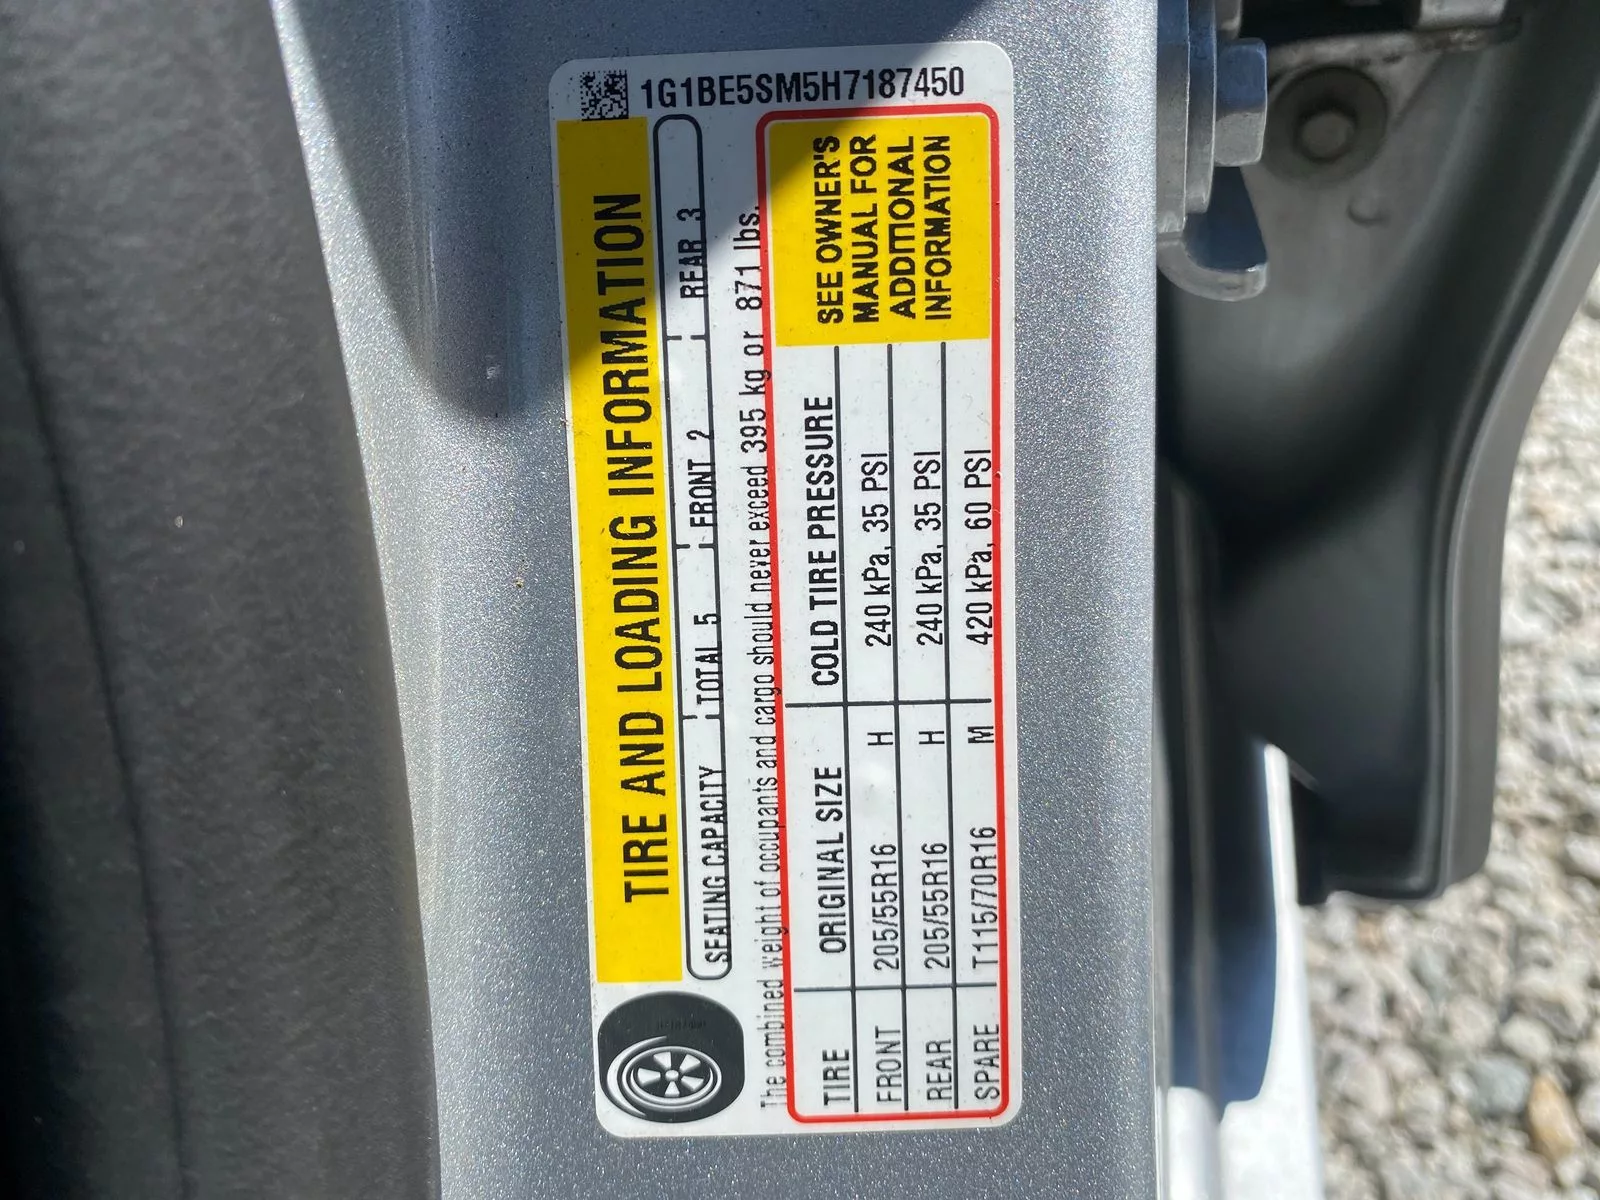 1G1BE5SM5H7187450
TIRE AND LOADING INFORMATION
SEATING CAPACITY TOTAL 5 FRONT 2 REAR 3
The combined weight of occupants and cargo should never exceed 395 kg or 871 lbs.
TIRE ORIGINAL SIZE COLD TIRE PRESSURE
FRONT 205/55R16 H 240 kPa, 35 PSI
REAR 205/55R16 H 240 kPa, 35 PSI
SPARE T115/70R16 M 420 kPa, 60 PSI
SEE OWNER'S
MANUAL FOR
ADDITIONAL
INFORMATION